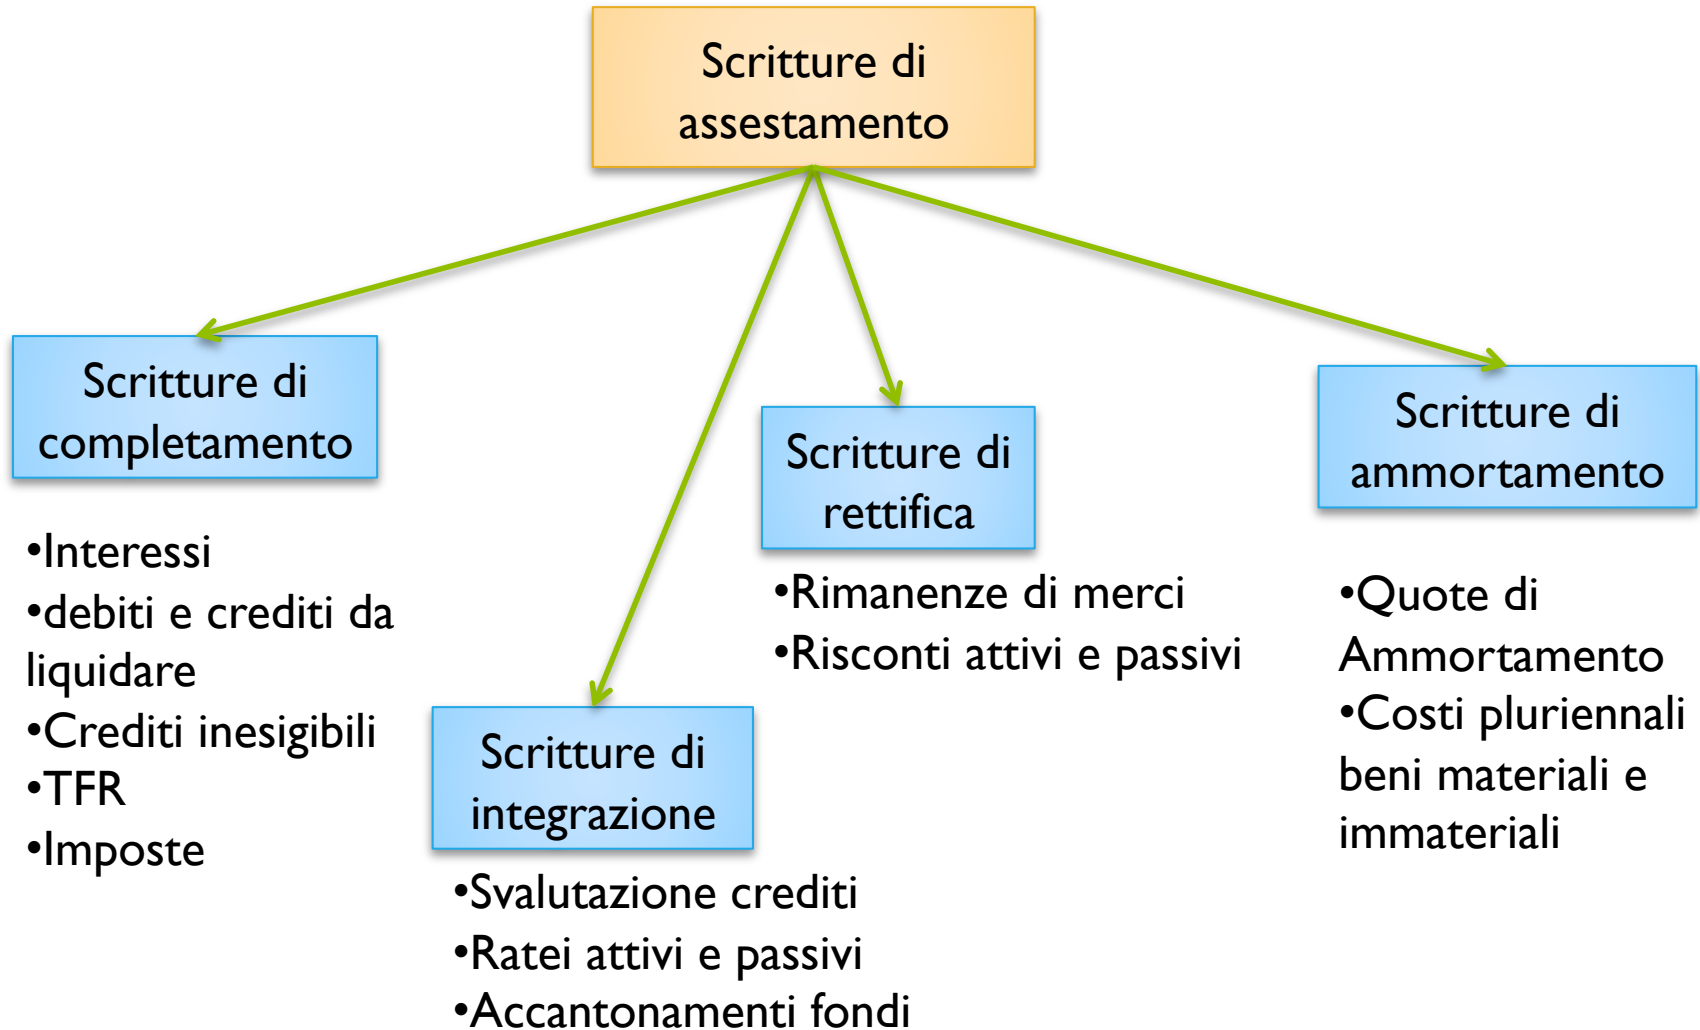 Scritture di
assestamento
Scritture di
completamento
•Interessi
•debiti e crediti da
liquidare
•Crediti inesigibili
•TFR
•Imposte
Scritture di
integrazione
•Svalutazione crediti
•Ratei attivi e passivi
•Accantonamenti fondi
Scritture di
rettifica
•Rimanenze di merci
•Risconti attivi e passivi
Scritture di
ammortamento
•Quote di
Ammortamento
•Costi pluriennali
beni materiali e
immateriali